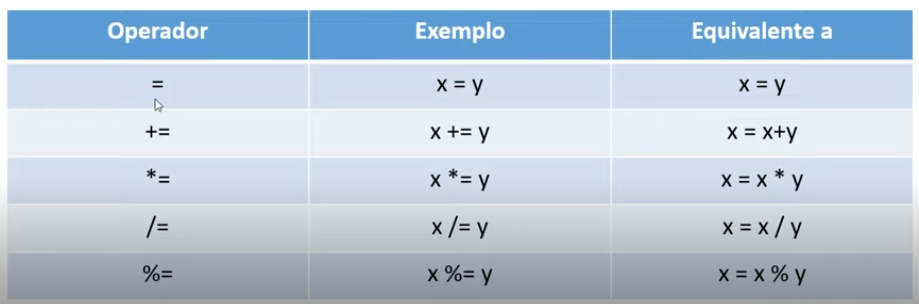 Operador Exemplo Equivalente a
= x = y x = y
+= x += y x = x+y
*= x *= y x = x * y
/= x /= y x = x / y
%= x %= y x = x % y